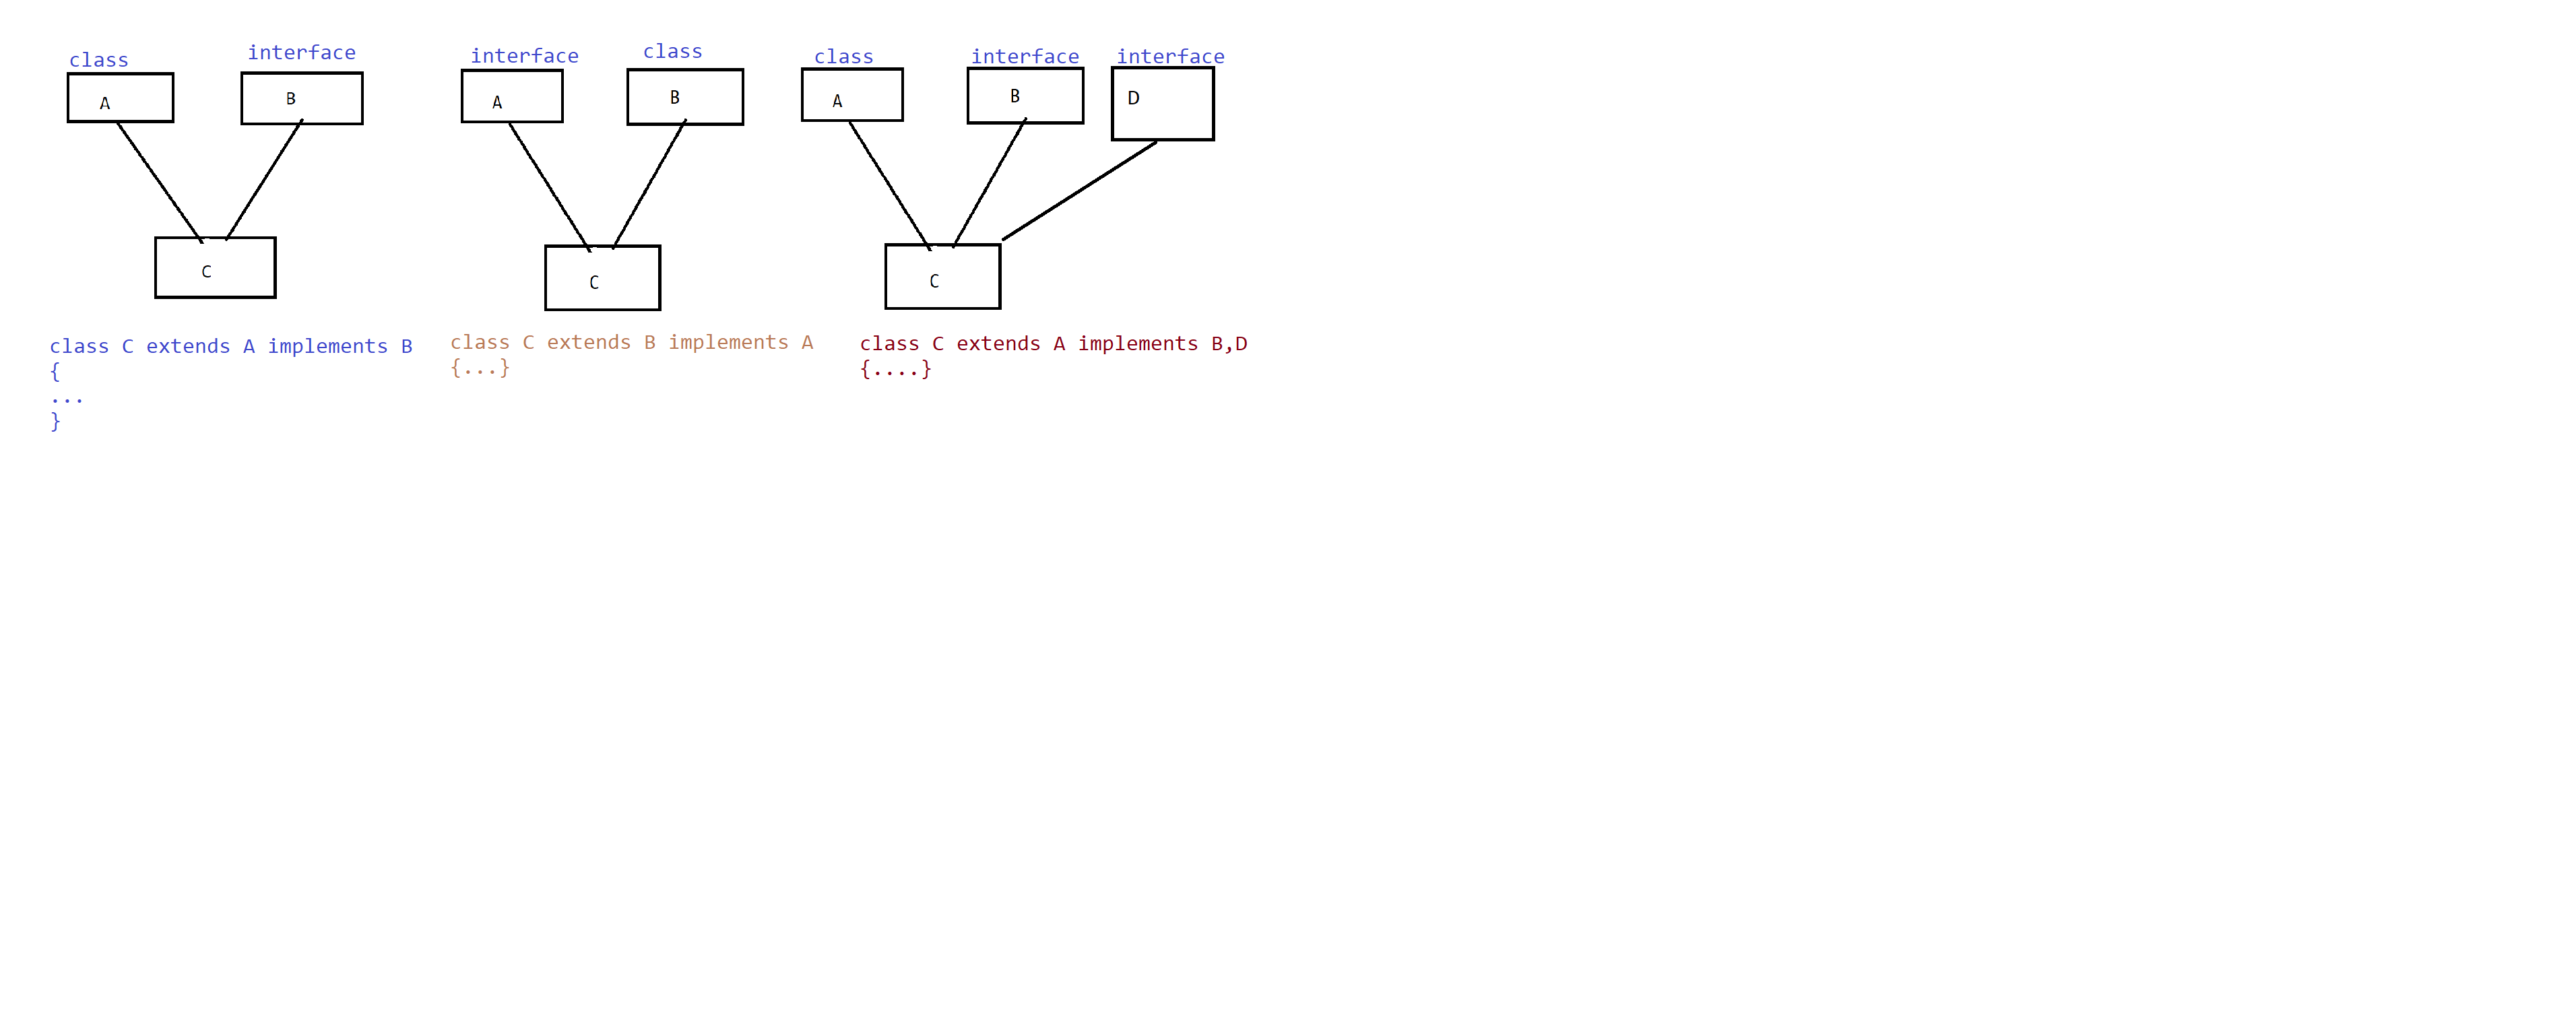 class
interface
A
B
C
class C extends A implements B
{
...
}
interface
class
A
B
C
class C extends B implements A
{...}
class
interface
interface
A
B
D
C
class C extends A implements B,D
{....}